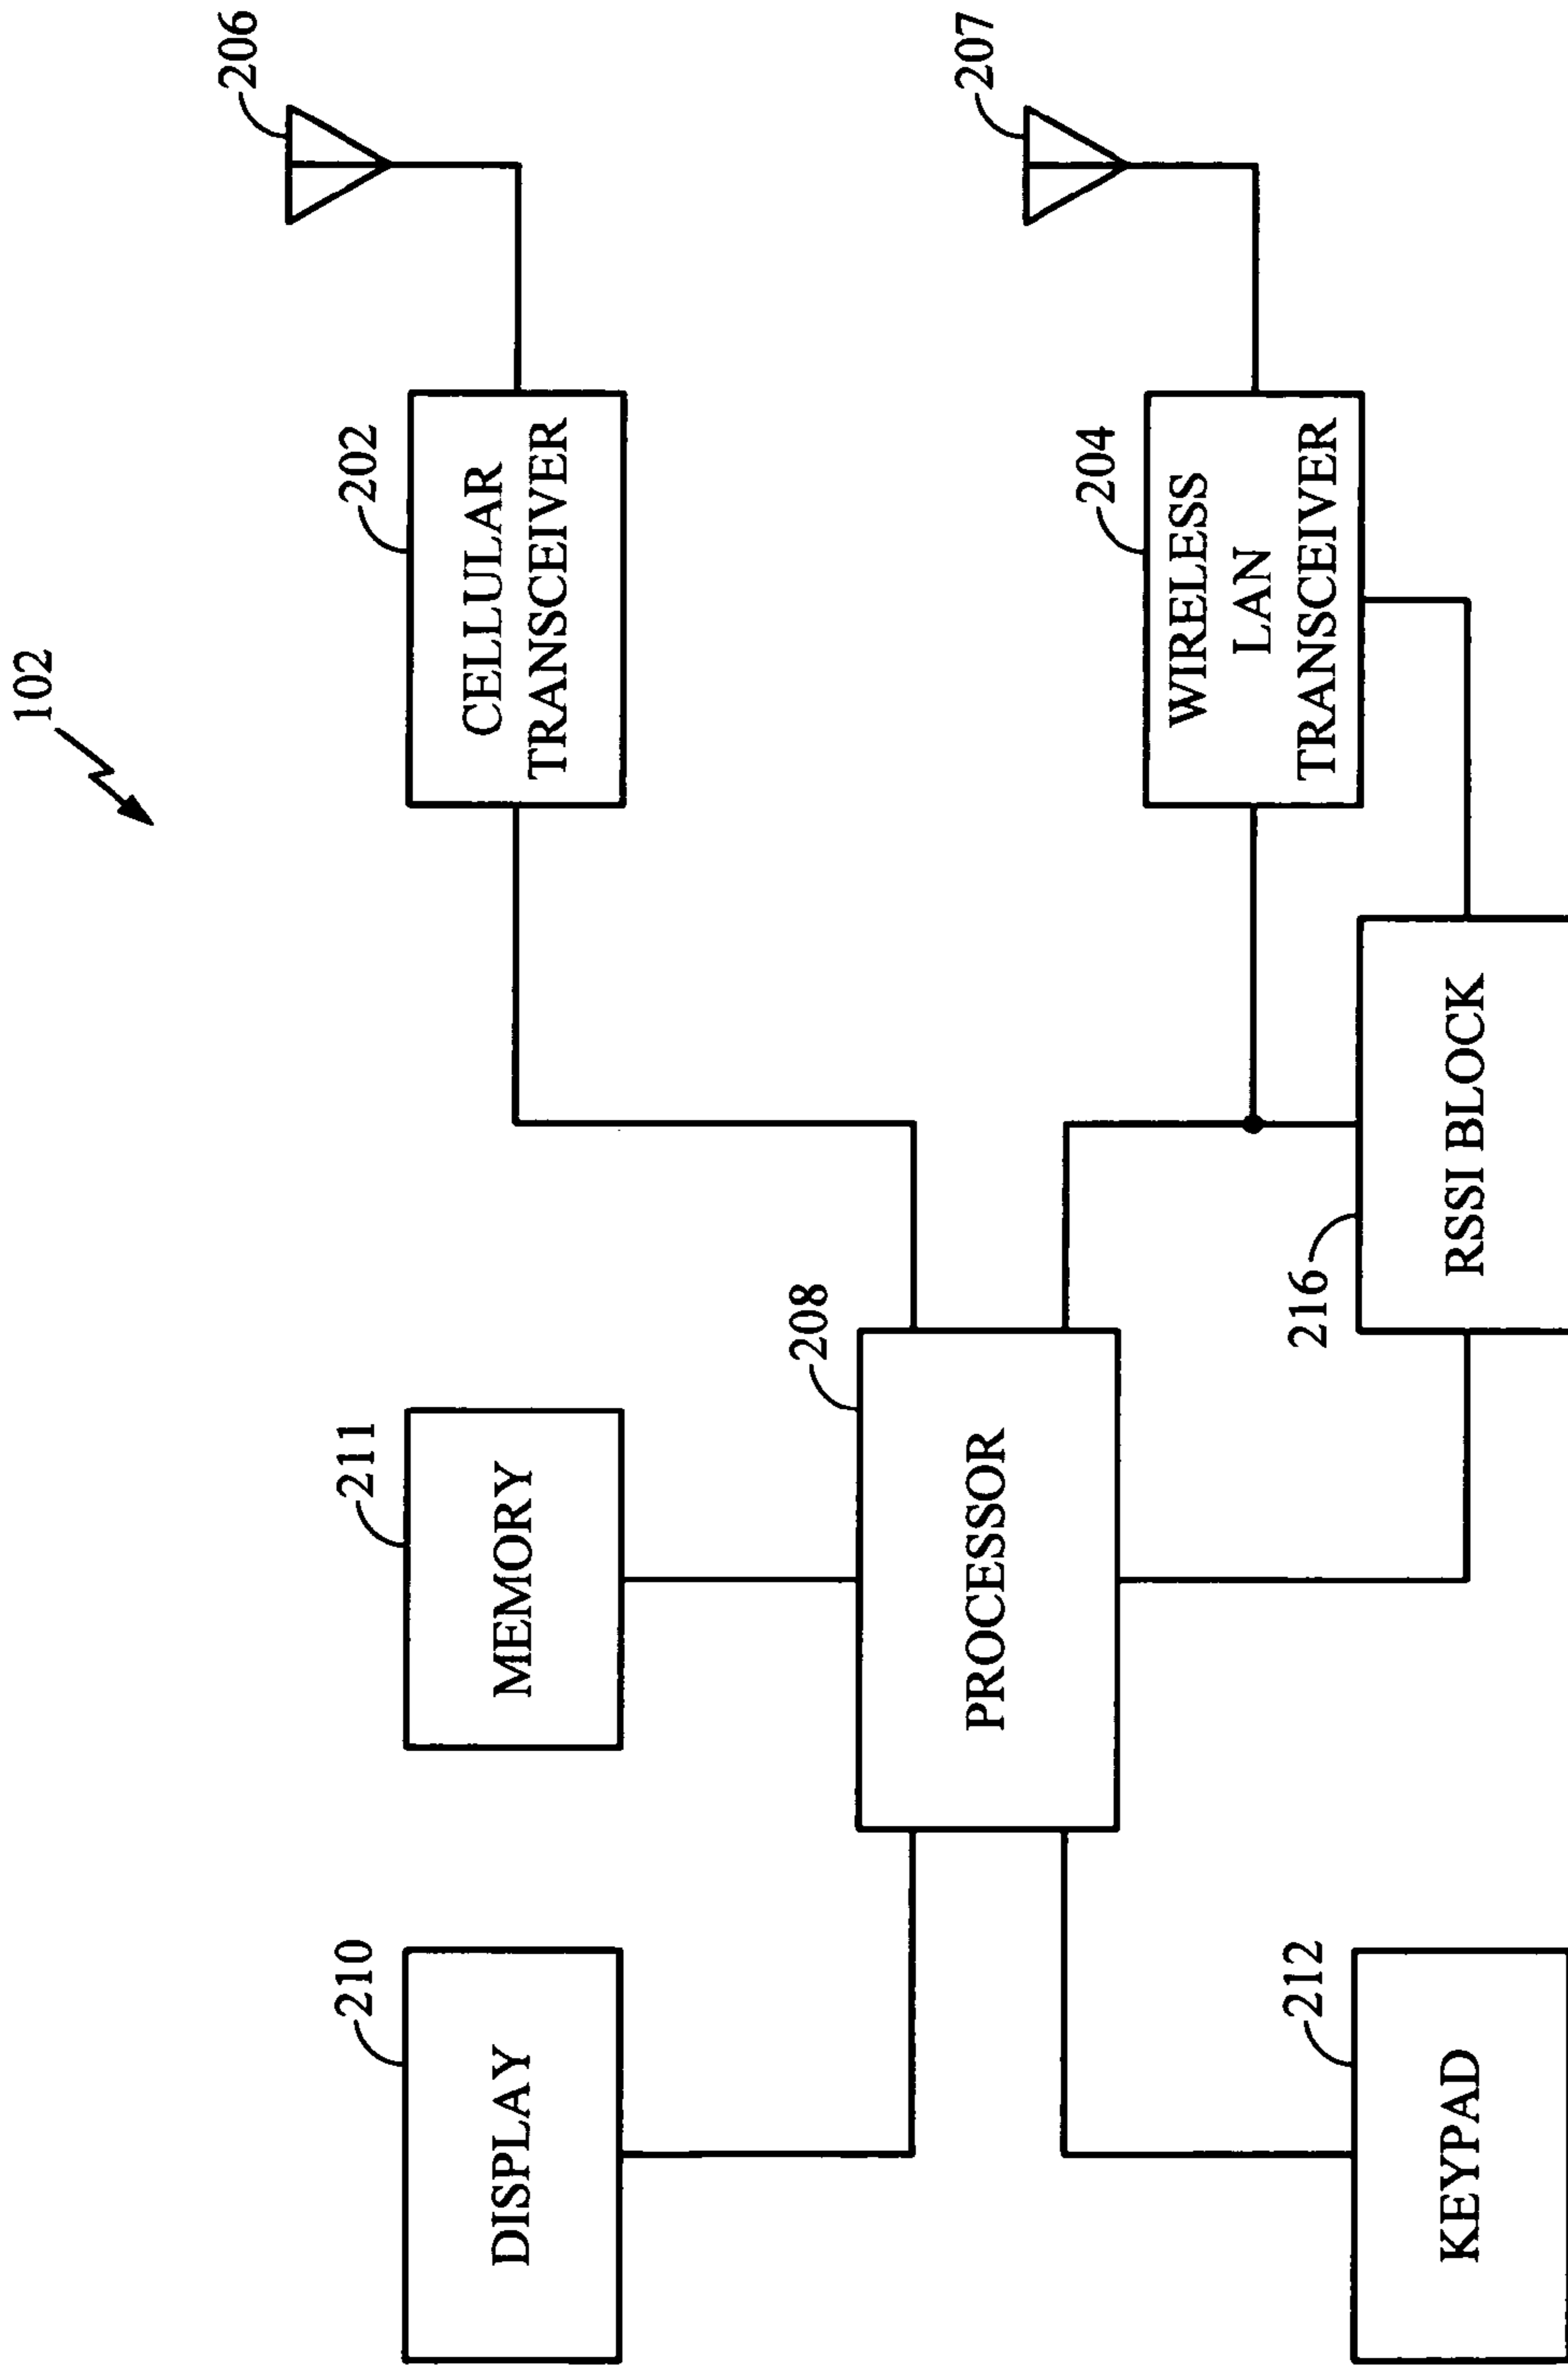 102
206
202
CELLULAR
TRANSCEIVER
211
MEMORY
210
DISPLAY
208
PROCESSOR
207
204
WIRELESS
LAN
TRANSCEIVER
216
RSSI BLOCK
212
KEYPAD